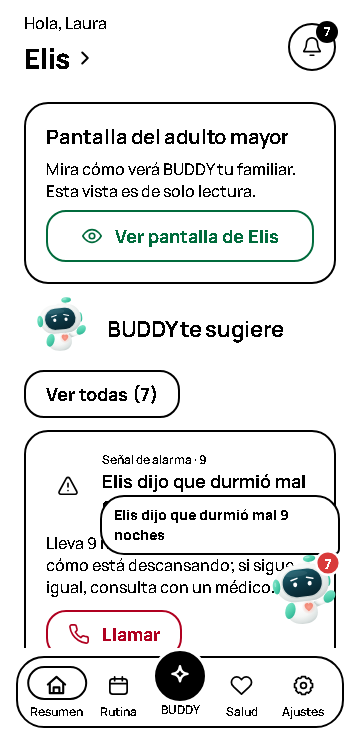 Hola, Laura
Elis
7
Pantalla del adulto mayor
Mira cómo verá BUDDY tu familiar.
Esta vista es de solo lectura.
Ver pantalla de Elis
BUDDY te sugiere
Ver todas (7)
Señal de alarma · 9
Elis dijo que durmió mal
Elis dijo que durmió mal 9
noches
Lleva 9
cómo está descansando; si sigue
igual, consulta con un médico.
7
Llamar
Resumen
Rutina
BUDDY
Salud
Ajustes